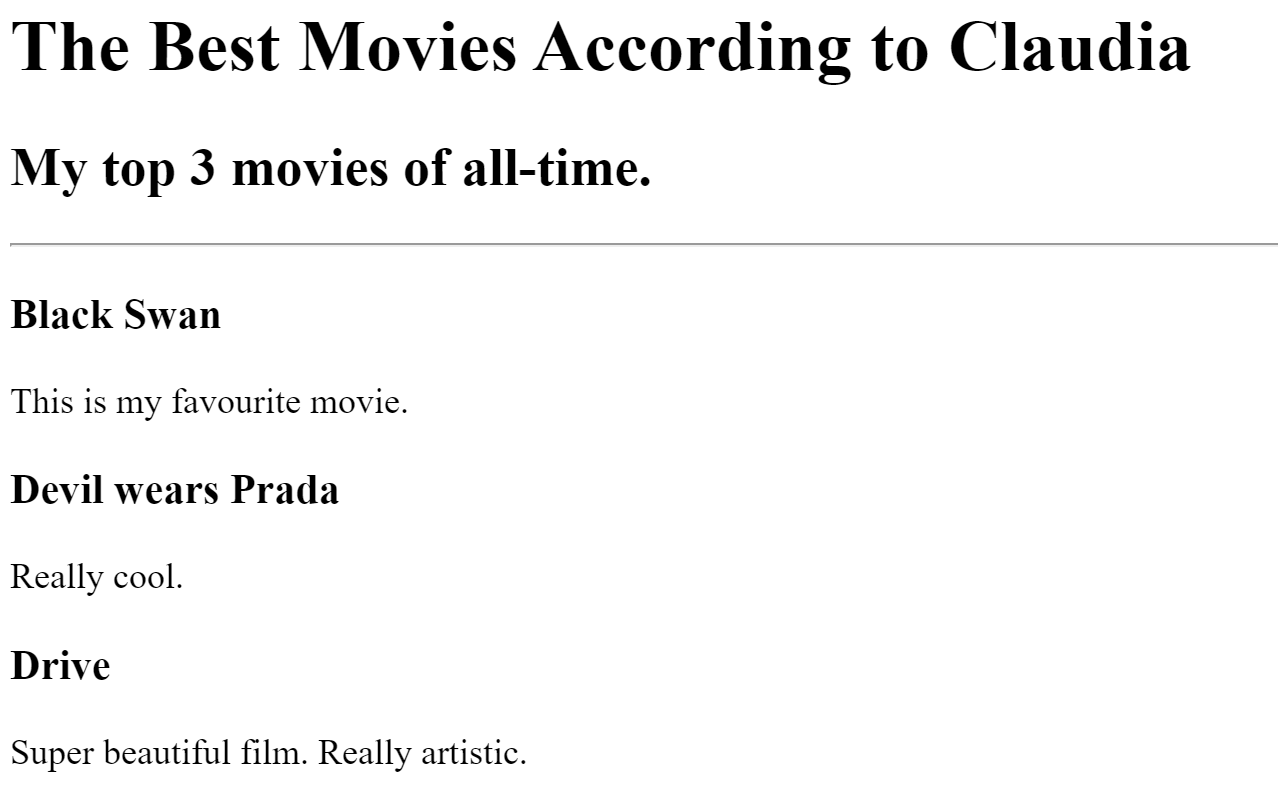 The Best Movies According to Claudia
My top 3 movies of all-time.
Black Swan
This is my favourite movie.
Devil wears Prada
Really cool.
Drive
Super beautiful film. Really artistic.